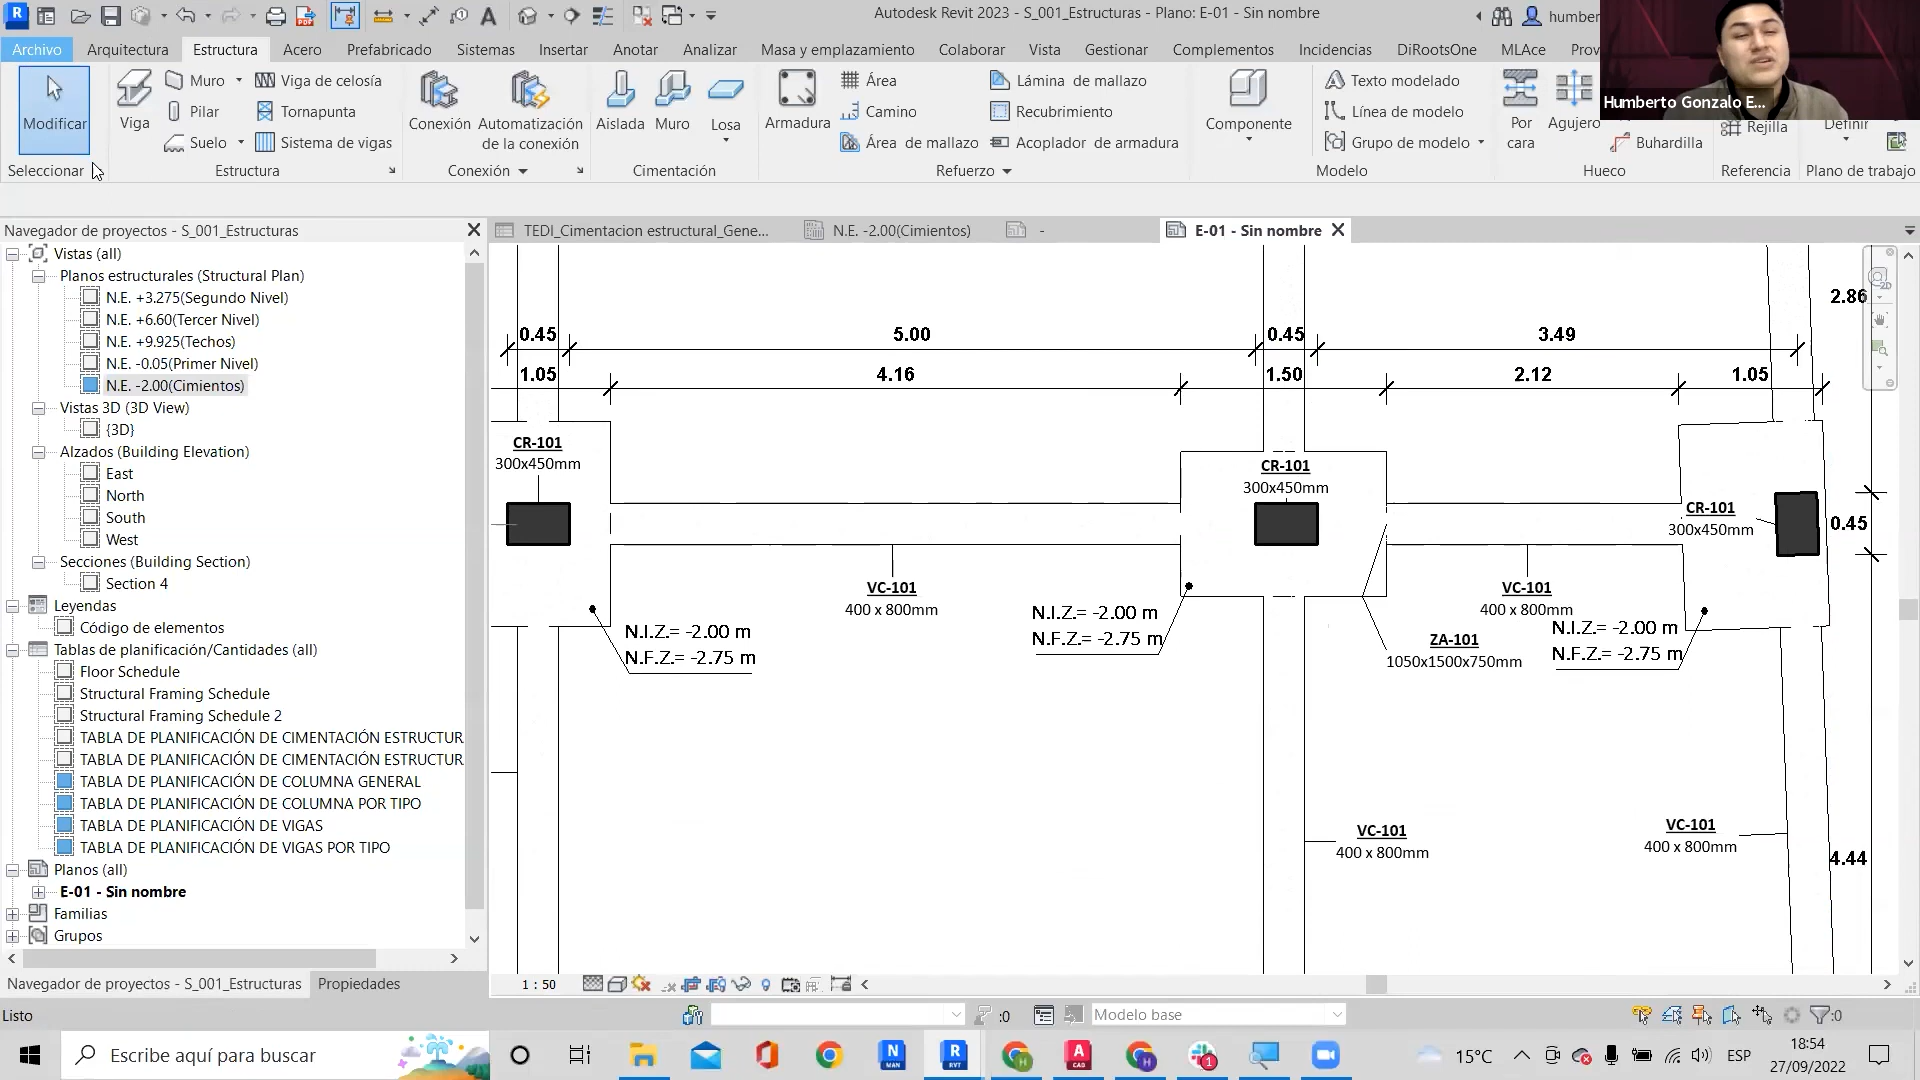 Autodesk Revit 2023 - S_001_Estructuras - Plano: E-01 - Sin nombre
Archivo Arquitectura Estructura Acero Prefabricado Sistemas Insertar Anotar Analizar Masa y emplazamiento Colaborar Vista Gestionar Complementos Incidencias DiRootsOne MLAce
Humberto Gonzalo E...
Modificar
Viga
Muro
Pilar
Suelo
Viga de celosía
Tornapunta
Sistema de vigas
Conexión
Automatización
de la conexión
Aislada
Muro
Losa
Armadura
Área
Camino
Área de mallazo
Lámina de mallazo
Recubrimiento
Acoplador de armadura
Componente
Texto modelado
Línea de modelo
Grupo de modelo
Por
cara
Agujero
Buhardilla
Rejilla
Definir
Seleccionar Estructura Conexión Cimentación Refuerzo Modelo Hueco Referencia Plano de trabajo
Navegador de proyectos - S_001_Estructuras
TEDI_Cimentacion estructural_Gene...
N.E. -2.00(Cimientos)
-
E-01 - Sin nombre
Vistas (all)
Planos estructurales (Structural Plan)
N.E. +3.275(Segundo Nivel)
N.E. +6.60(Tercer Nivel)
N.E. +9.925(Techos)
N.E. -0.05(Primer Nivel)
N.E. -2.00(Cimientos)
Vistas 3D (3D View)
{3D}
Alzados (Building Elevation)
East
North
South
West
Secciones (Building Section)
Section 4
Leyendas
Código de elementos
Tablas de planificación/Cantidades (all)
Floor Schedule
Structural Framing Schedule
Structural Framing Schedule 2
TABLA DE PLANIFICACIÓN DE CIMENTACIÓN ESTRUCTUR
TABLA DE PLANIFICACIÓN DE CIMENTACIÓN ESTRUCTUR
TABLA DE PLANIFICACIÓN DE COLUMNA GENERAL
TABLA DE PLANIFICACIÓN DE COLUMNA POR TIPO
TABLA DE PLANIFICACIÓN DE VIGAS
TABLA DE PLANIFICACIÓN DE VIGAS POR TIPO
Planos (all)
E-01 - Sin nombre
Familias
Grupos
Navegador de proyectos - S_001_Estructuras Propiedades
2.86
0.45 5.00 0.45 3.49
1.05 4.16 1.50 2.12 1.05
CR-101
300x450mm
CR-101
300x450mm
CR-101
300x450mm
0.45
VC-101
400 x 800mm
VC-101
400 x 800mm
N.I.Z.= -2.00 m
N.F.Z.= -2.75 m
N.I.Z.= -2.00 m
N.F.Z.= -2.75 m
ZA-101
1050x1500x750mm
N.I.Z.= -2.00 m
N.F.Z.= -2.75 m
VC-101
400 x 800mm
VC-101
400 x 800mm
4.44
1 : 50
Listo
:0
Modelo base
:0
Escribe aquí para buscar
15°C
ESP
18:54
27/09/2022